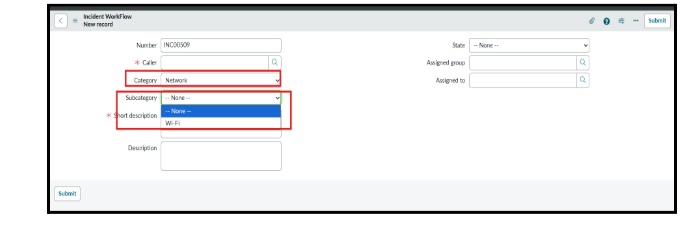 Incident WorkFlow
New record
Submit
Number INC00509
State -- None --
* Caller
Assigned group
Category Network
Assigned to
Subcategory -- None --
-- None --
* Short description
Wi-Fi
Description
Submit